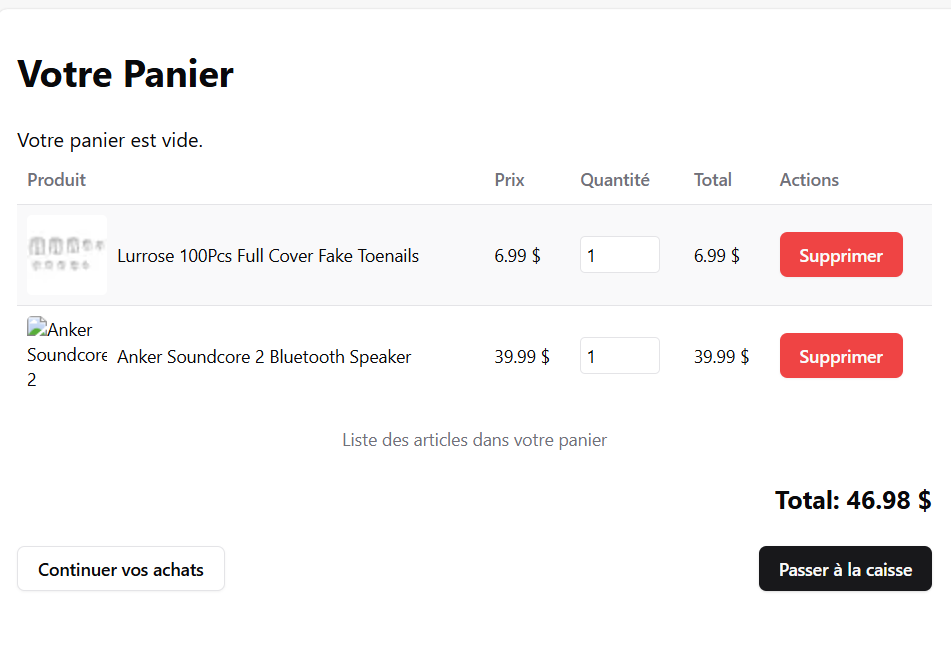 Votre Panier
Votre panier est vide.
Produit Prix Quantité Total Actions
Lurrose 100Pcs Full Cover Fake Toenails 6.99 $ 1 6.99 $ Supprimer
Anker
Soundcore
2
Anker Soundcore 2 Bluetooth Speaker 39.99 $ 1 39.99 $ Supprimer
Liste des articles dans votre panier
Total: 46.98 $
Continuer vos achats Passer à la caisse